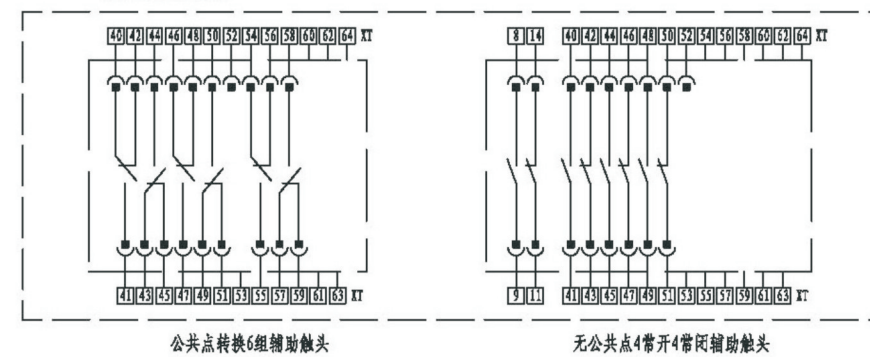 40 42 44 46 48 50 52 54 56 58 60 62 64 XT
8 14 40 42 44 46 48 50 52 54 56 58 60 62 64 XT
41 43 45 47 49 51 53 55 57 59 61 63 XT
9 11 41 43 45 47 49 51 53 55 57 59 61 63 XT
公共点转换6组辅助触头
无公共点4常开4常闭辅助触头